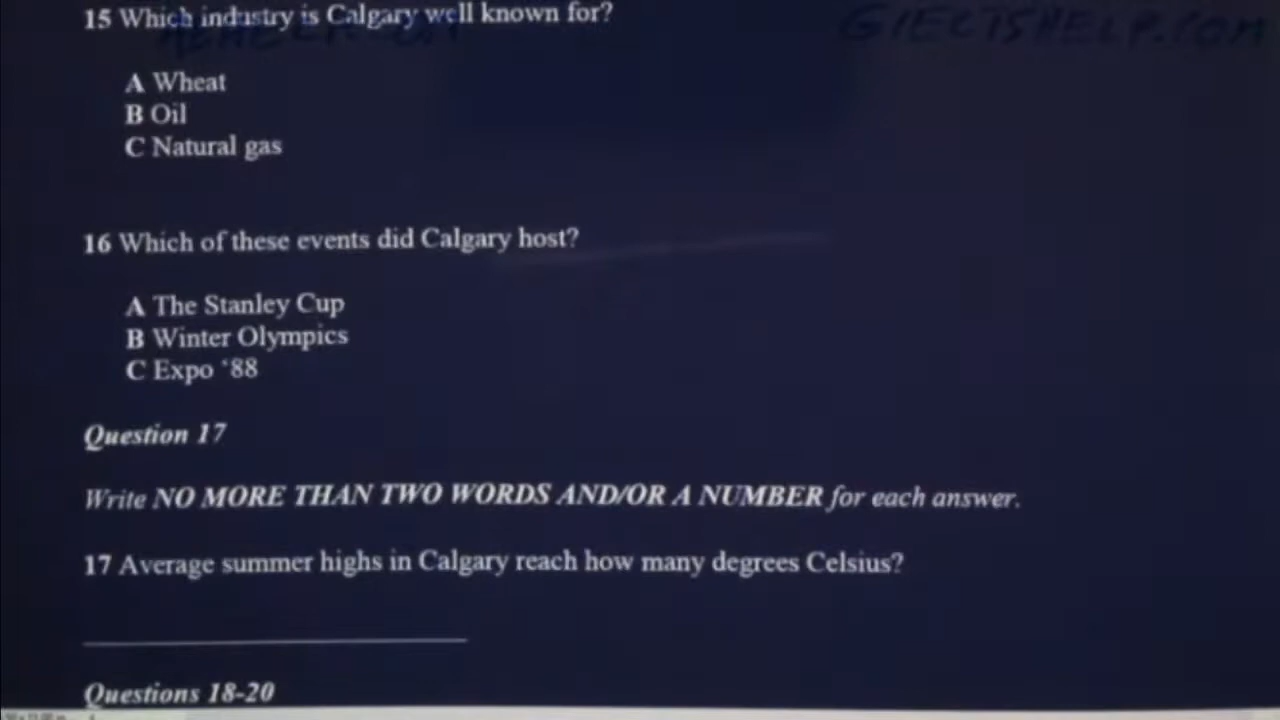 15 Which industry is Calgary well known for?
GIELTSHELP.COM
A Wheat
B Oil
C Natural gas
16 Which of these events did Calgary host?
A The Stanley Cup
B Winter Olympics
C Expo ‘88
Question 17
Write NO MORE THAN TWO WORDS AND/OR A NUMBER for each answer.
17 Average summer highs in Calgary reach how many degrees Celsius?
Questions 18-20